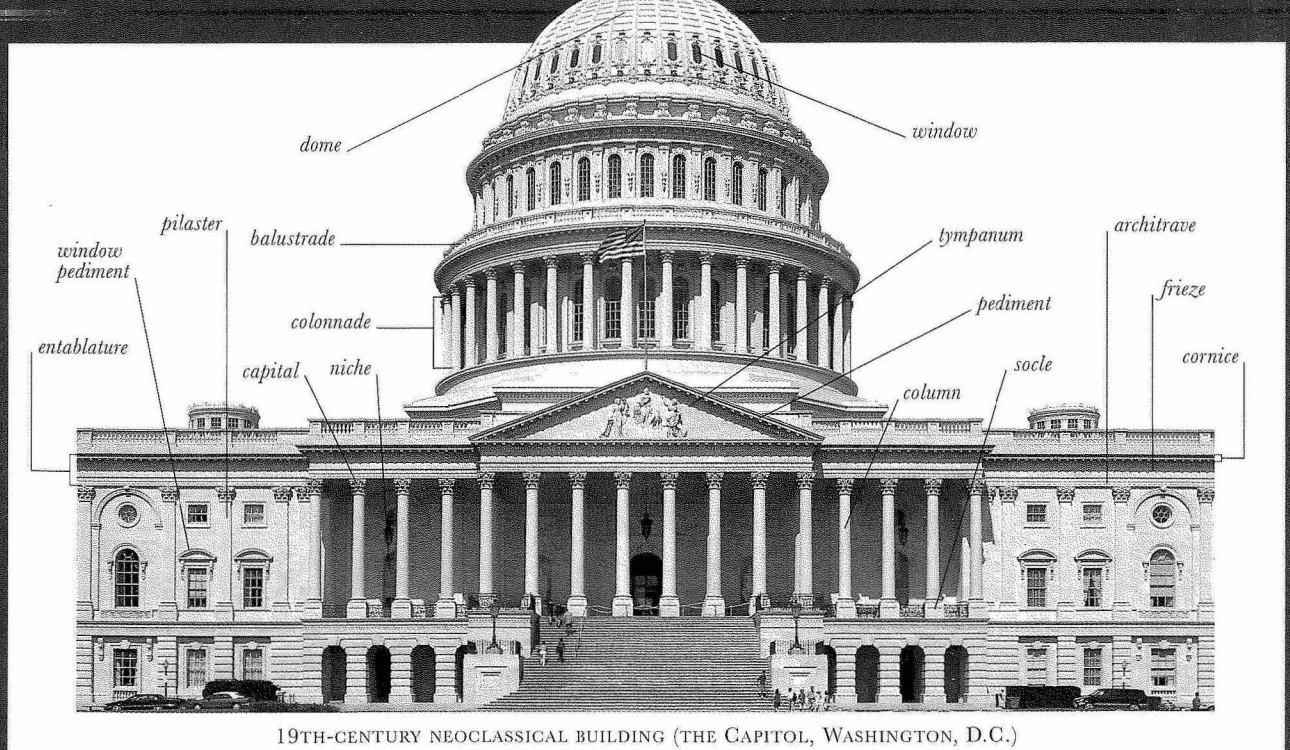 dome
window
pilaster
balustrade
window
pediment
tympanum
architrave
frieze
colonnade
pediment
entablature
capital
niche
socle
cornice
column
19TH-CENTURY NEOCLASSICAL BUILDING (THE CAPITOL, WASHINGTON, D.C.)